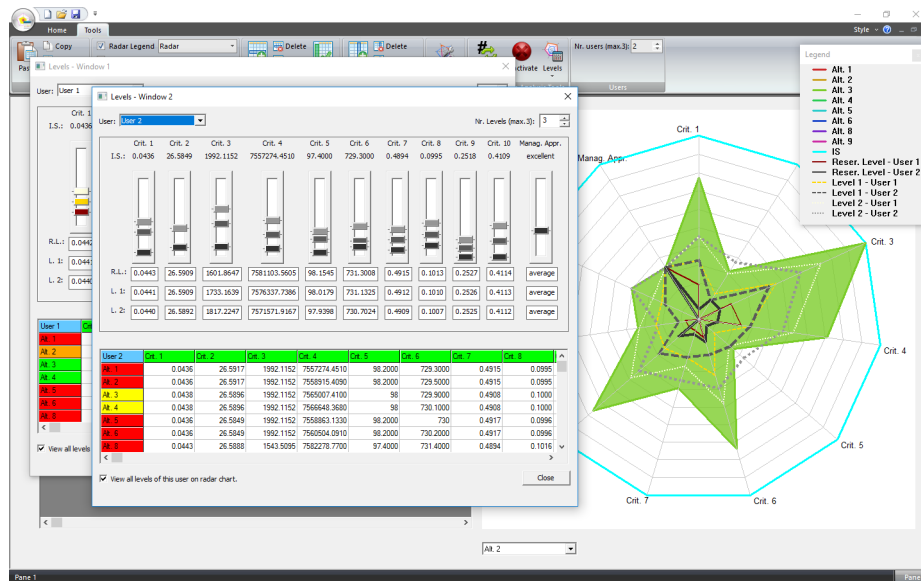 Home Tools Style
Copy Radar Legend Radar Delete Delete Activate Levels Nr. users (max.3): 2
Users
Levels - Window 1
User: User 1
Crit. 1
I.S.: 0.0436
R.L.: 0.0442
L. 1: 0.0441
L. 2: 0.0440
User 1
Alt. 1
Alt. 2
Alt. 3
Alt. 4
Alt. 5
Alt. 6
Alt. 8
View all levels
Levels - Window 2
User: User 2 Nr. Levels (max.3): 3
Crit. 1 Crit. 2 Crit. 3 Crit. 4 Crit. 5 Crit. 6 Crit. 7 Crit. 8 Crit. 9 Crit. 10 Manag. Appr.
I.S.: 0.0436 26.5849 1992.1152 7557274.4510 97.4000 729.3000 0.4894 0.0995 0.2518 0.4109 excellent
R.L.: 0.0443 26.5909 1601.8647 7581103.5605 98.1545 731.3008 0.4915 0.1013 0.2527 0.4114 average
L. 1: 0.0441 26.5909 1733.1639 7576337.7386 98.0179 731.1325 0.4912 0.1010 0.2526 0.4113 average
L. 2: 0.0440 26.5892 1817.2247 7571571.9167 97.9398 730.7024 0.4909 0.1007 0.2525 0.4112 average
User 2 Crit. 1 Crit. 2 Crit. 3 Crit. 4 Crit. 5 Crit. 6 Crit. 7 Crit. 8
Alt. 1 0.0436 26.5917 1992.1152 7557274.4510 98.2000 729.3000 0.4915 0.0995
Alt. 2 0.0436 26.5917 1992.1152 7558915.4090 98.2000 729.5000 0.4915 0.0995
Alt. 3 0.0438 26.5896 1992.1152 7565007.4100 98 729.9000 0.4908 0.1000
Alt. 4 0.0438 26.5896 1992.1152 7566648.3680 98 730.1000 0.4908 0.1000
Alt. 5 0.0436 26.5849 1992.1152 7558863.1330 98.2000 730 0.4917 0.0996
Alt. 6 0.0436 26.5849 1992.1152 7560504.0910 98.2000 730.2000 0.4917 0.0996
Alt. 8 0.0443 26.5888 1543.5095 7582278.7700 97.4000 731.4000 0.4894 0.1016
View all levels of this user on radar chart.
Close
Legend
Alt. 1
Alt. 2
Alt. 3
Alt. 4
Alt. 5
Alt. 6
Alt. 8
Alt. 9
IS
Reser. Level - User 1
Reser. Level - User 2
Level 1 - User 1
Level 1 - User 2
Level 2 - User 1
Level 2 - User 2
Crit. 1
Manag. Appr.
Crit. 3
Crit. 4
Crit. 5
Crit. 6
Crit. 7
Alt. 2
Pane 1